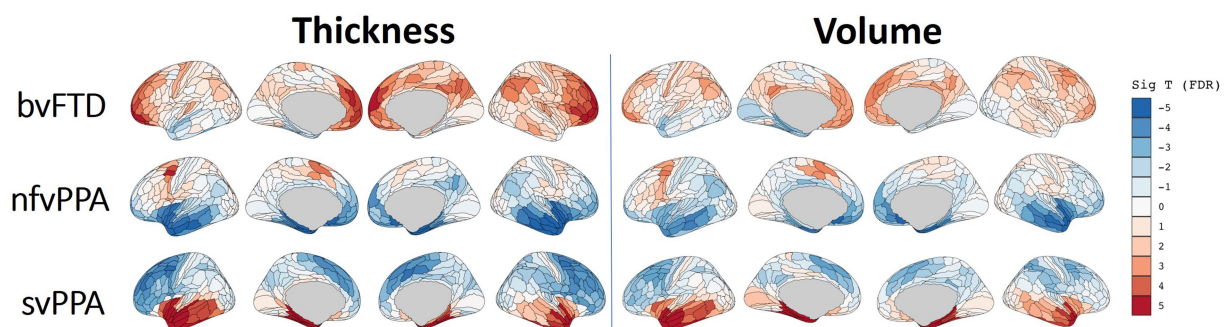 Thickness
Volume
bvFTD
nfvPPA
svPPA
Sig T (FDR)
-5
-4
-3
-2
-1
0
1
2
3
4
5